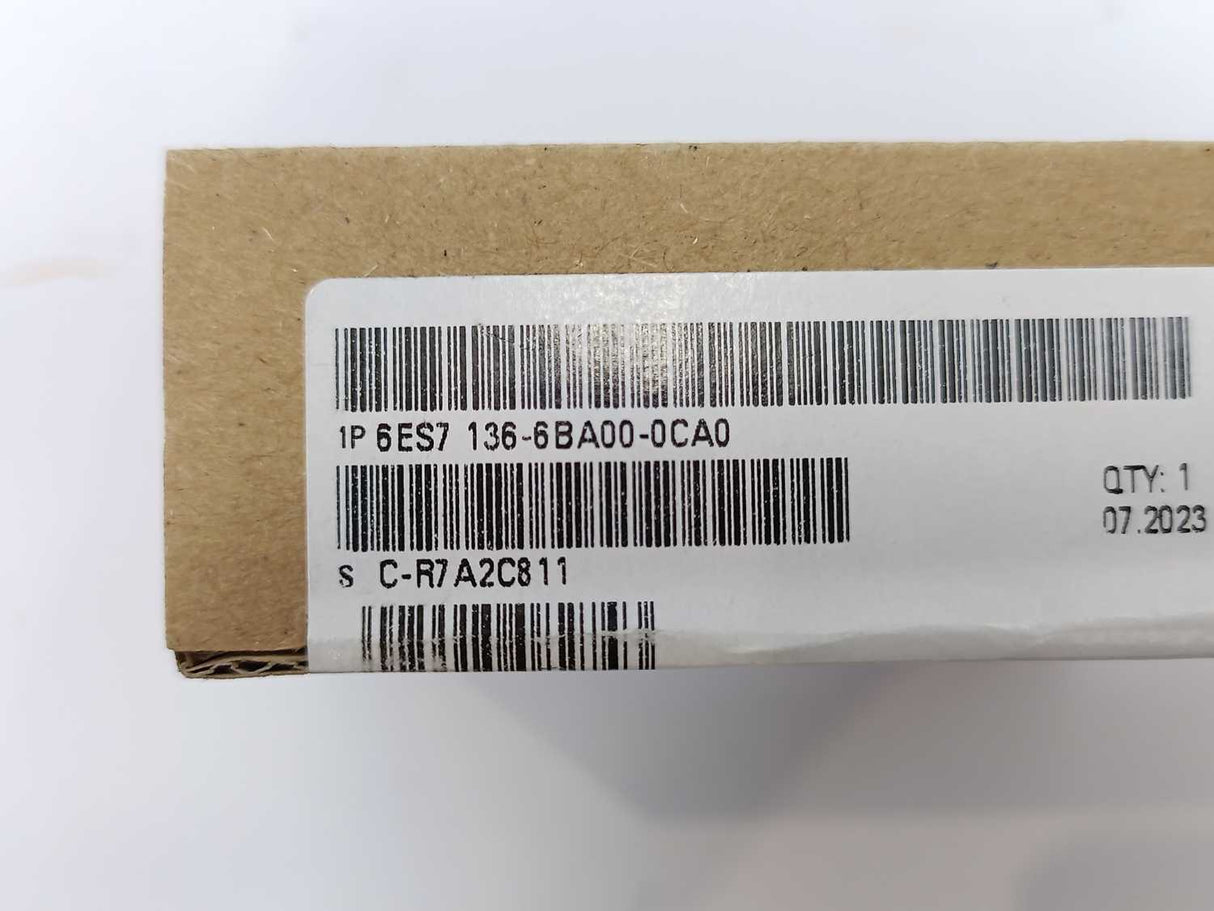 1P 6ES7 136-6BA00-0CA0
QTY: 1
07.2023
S C-R7A2C811